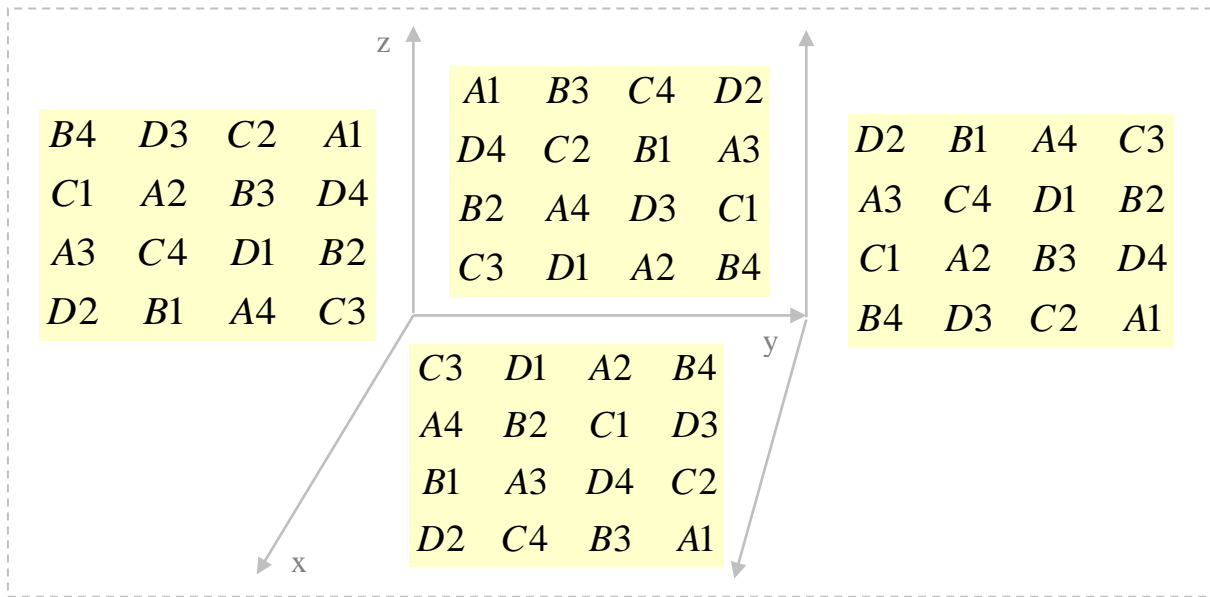 z
B4 D3 C2 A1
C1 A2 B3 D4
A3 C4 D1 B2
D2 B1 A4 C3
A1 B3 C4 D2
D4 C2 B1 A3
B2 A4 D3 C1
C3 D1 A2 B4
D2 B1 A4 C3
A3 C4 D1 B2
C1 A2 B3 D4
B4 D3 C2 A1
y
C3 D1 A2 B4
A4 B2 C1 D3
B1 A3 D4 C2
D2 C4 B3 A1
x